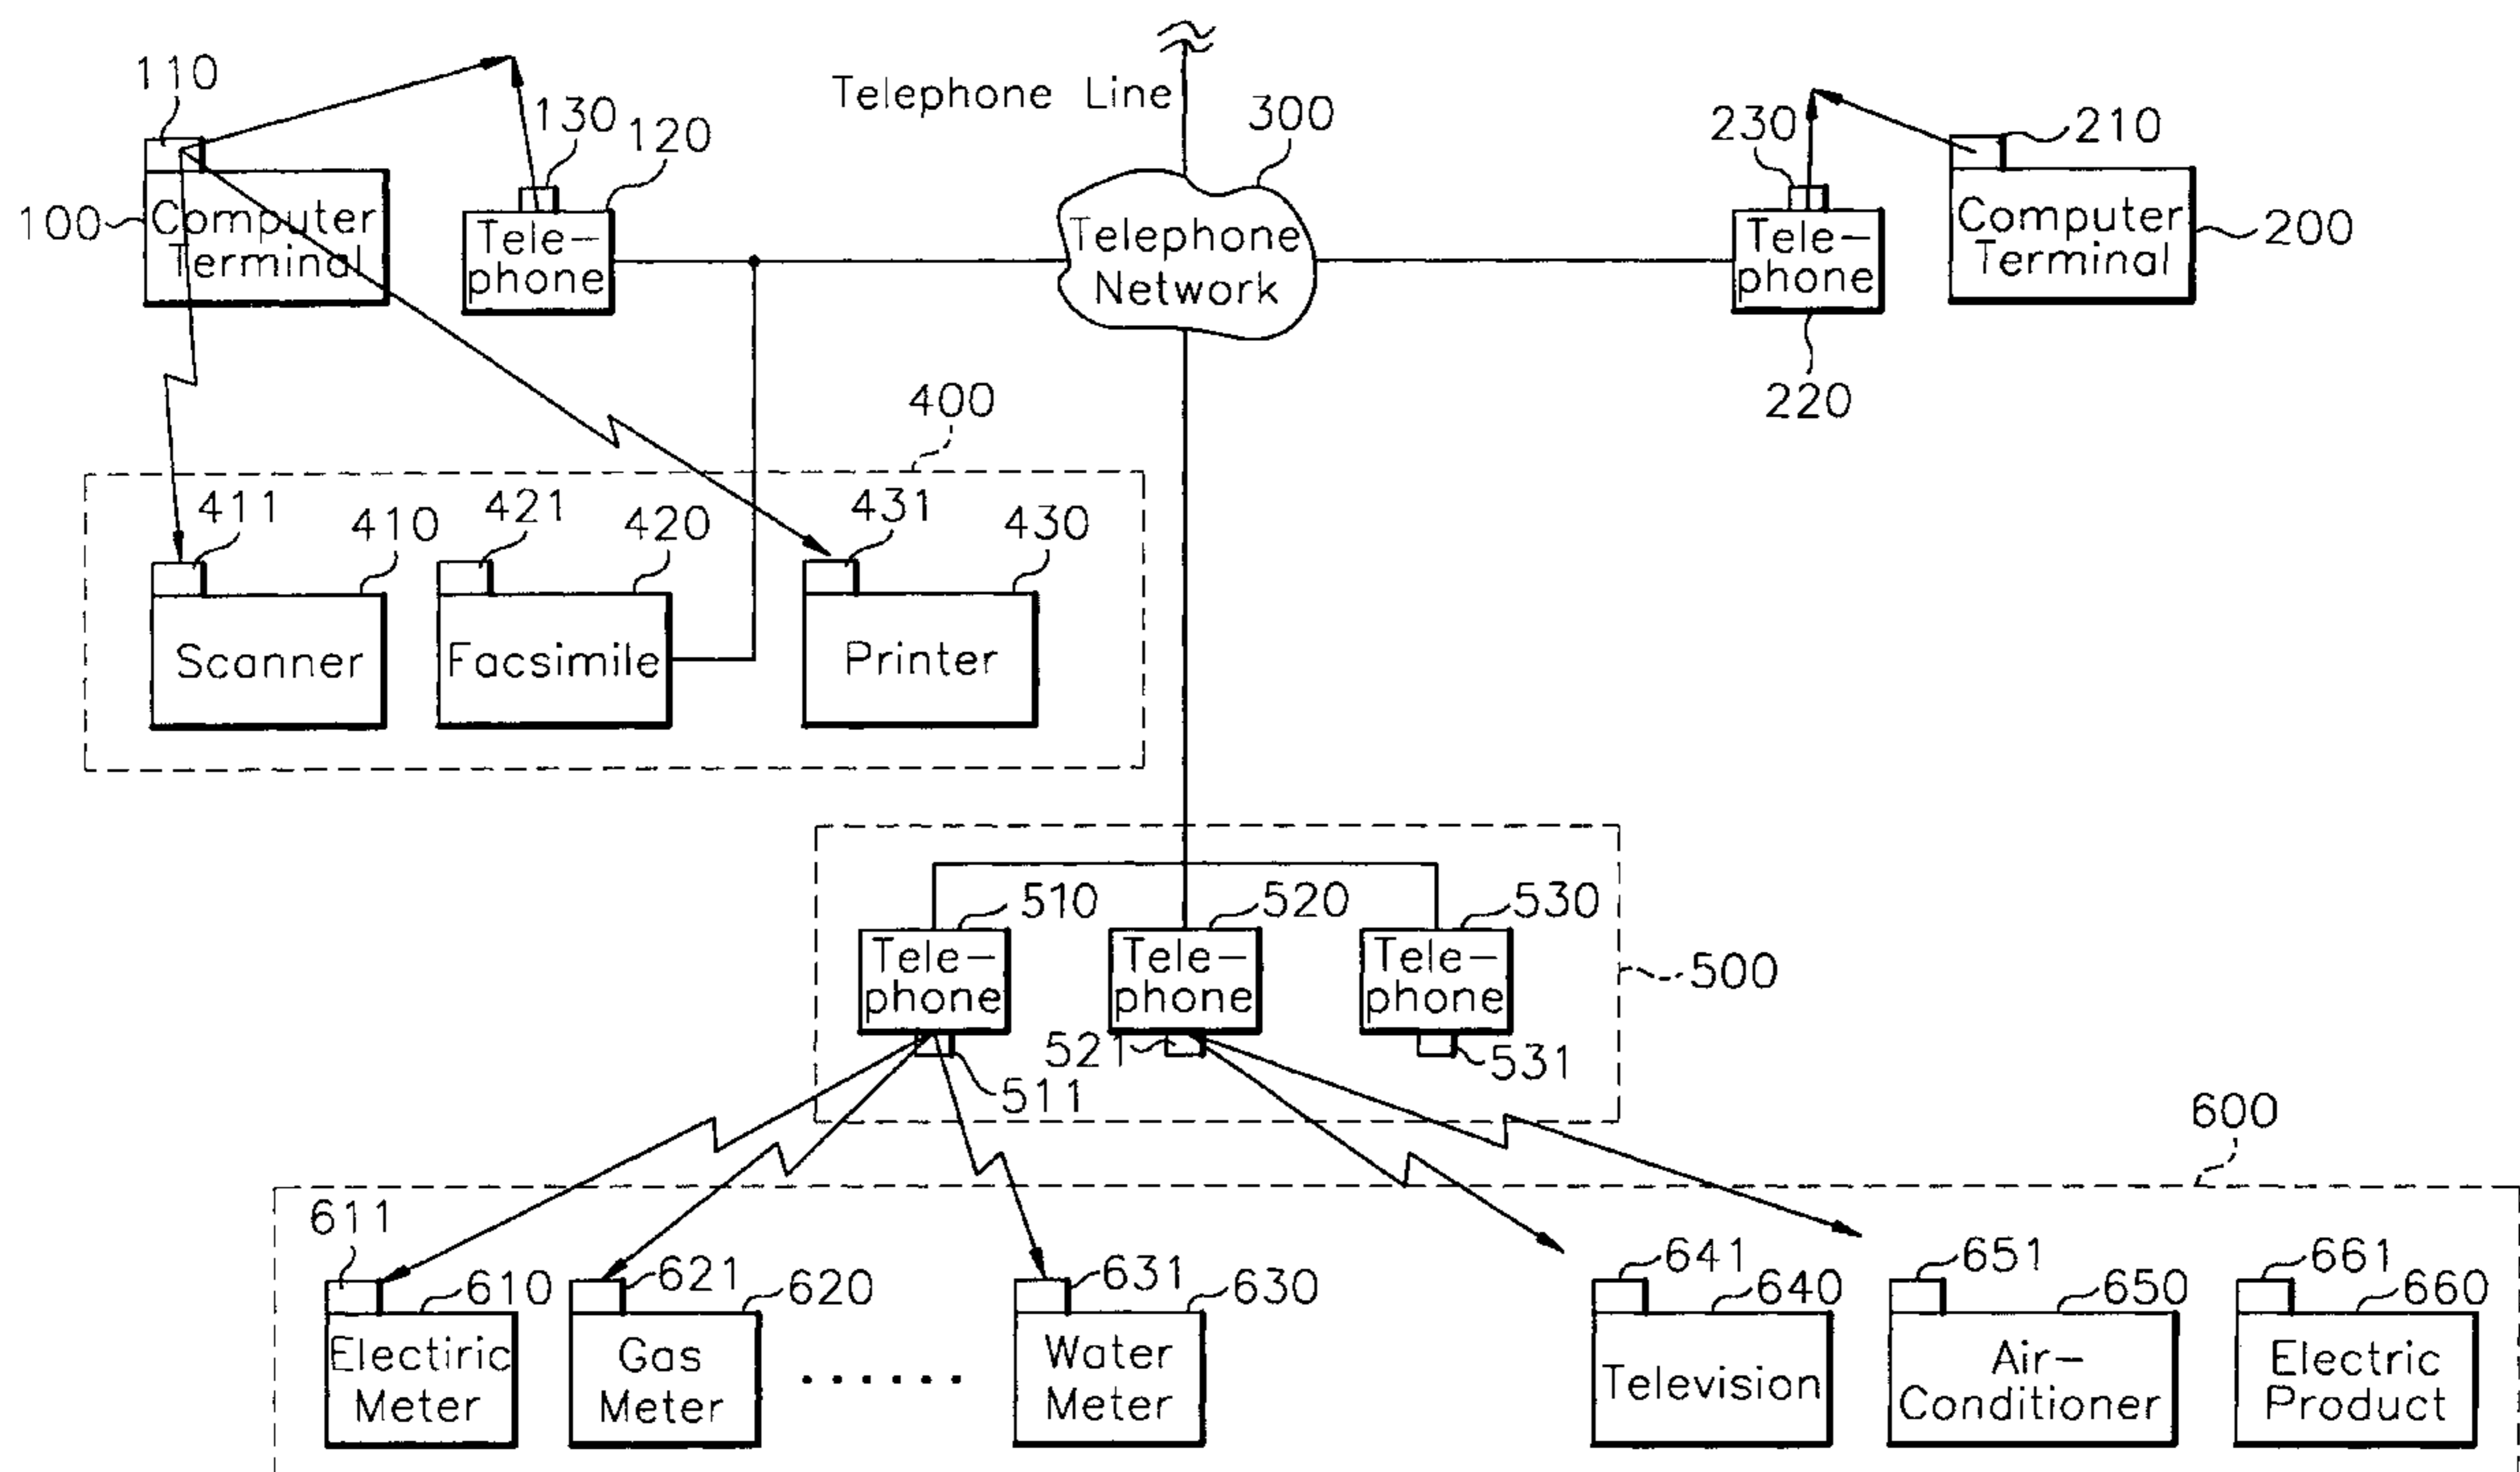 110
130
120
Telephone Line
300
230
210
100
Computer
Terminal
Tele-
phone
Telephone
Network
Tele-
phone
Computer
Terminal
200
220
400
411
410
421
420
431
430
Scanner
Facsimile
Printer
510
520
530
Tele-
phone
Tele-
phone
Tele-
phone
500
511
521
531
600
611
610
621
620
631
630
641
640
651
650
661
660
Electiric
Meter
Gas
Meter
......
Water
Meter
Television
Air-
Conditioner
Electric
Product